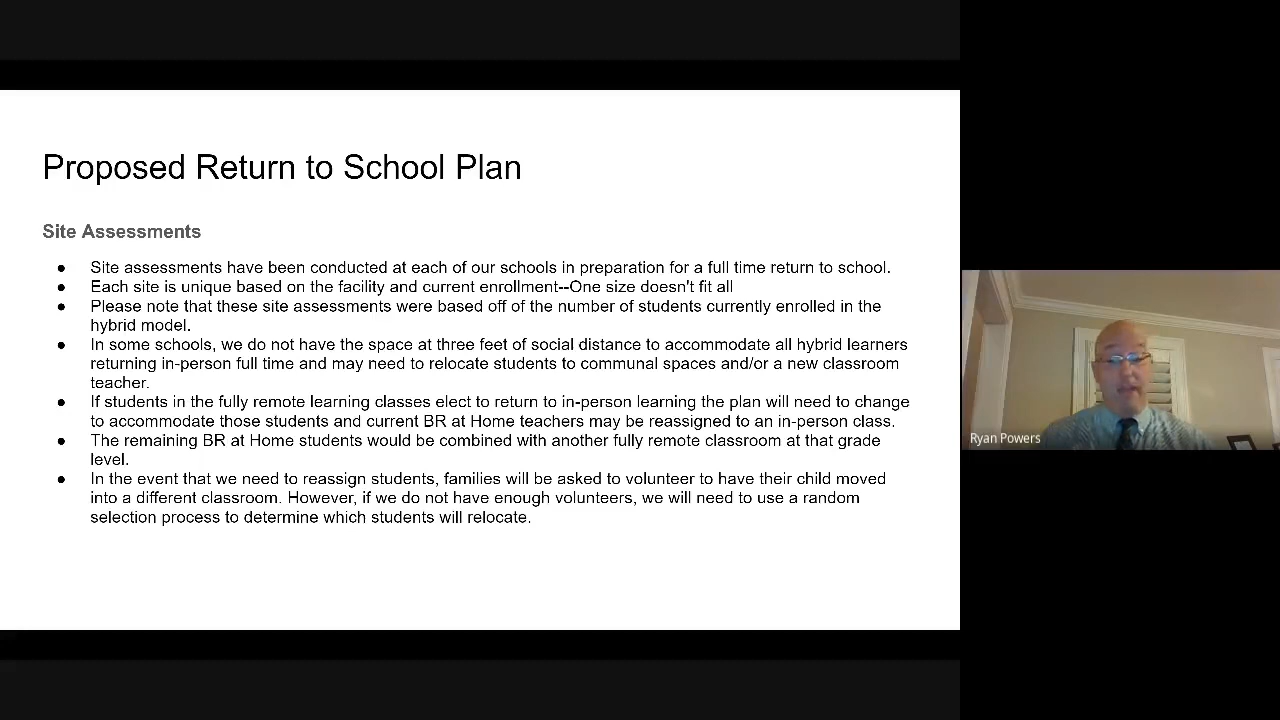 Proposed Return to School Plan
Site Assessments
● Site assessments have been conducted at each of our schools in preparation for a full time return to school.
● Each site is unique based on the facility and current enrollment--One size doesn't fit all
● Please note that these site assessments were based off of the number of students currently enrolled in the
hybrid model.
● In some schools, we do not have the space at three feet of social distance to accommodate all hybrid learners
returning in-person full time and may need to relocate students to communal spaces and/or a new classroom
teacher.
● If students in the fully remote learning classes elect to return to in-person learning the plan will need to change
to accommodate those students and current BR at Home teachers may be reassigned to an in-person class.
● The remaining BR at Home students would be combined with another fully remote classroom at that grade
level.
● In the event that we need to reassign students, families will be asked to volunteer to have their child moved
into a different classroom. However, if we do not have enough volunteers, we will need to use a random
selection process to determine which students will relocate.
Ryan Powers